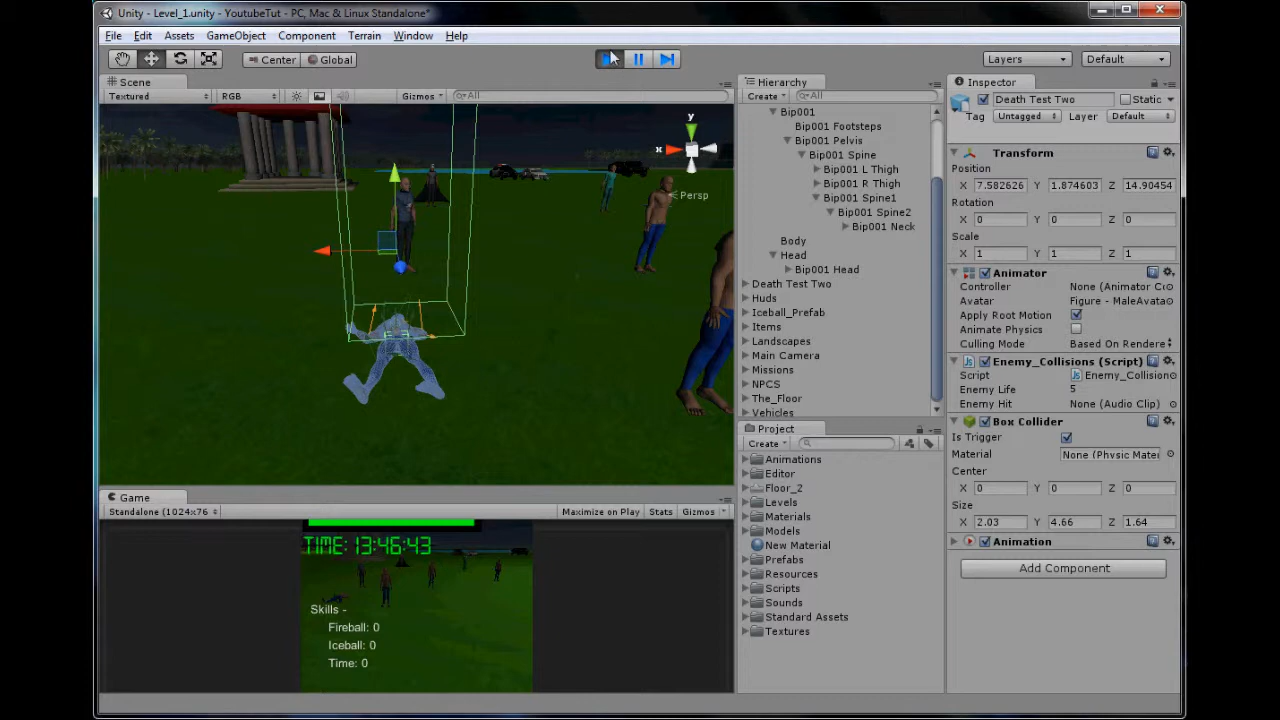 Unity - Level_1.unity - YoutubeTut - PC, Mac & Linux Standalone*
File Edit Assets GameObject Component Terrain Window Help
Center Global Layers Default
Scene
Textured RGB Gizmos All
y
x
Persp
Game
Standalone (1024x76 Maximize on Play Stats Gizmos
TIME: 13:46:43
Skills -
Fireball: 0
Iceball: 0
Time: 0
Hierarchy
Create All
Bip001
Bip001 Footsteps
Bip001 Pelvis
Bip001 Spine
Bip001 L Thigh
Bip001 R Thigh
Bip001 Spine1
Bip001 Spine2
Bip001 Neck
Body
Head
Bip001 Head
Death Test Two
Huds
Iceball_Prefab
Items
Landscapes
Main Camera
Missions
NPCS
The_Floor
Vehicles
Project
Create
Animations
Editor
Floor_2
Levels
Materials
Models
New Material
Prefabs
Resources
Scripts
Sounds
Standard Assets
Textures
Inspector
Death Test Two Static
Tag Untagged Layer Default
Transform
Position
X 7.582626 Y 1.874603 Z 14.90454
Rotation
X 0 Y 0 Z 0
Scale
X 1 Y 1 Z 1
Animator
Controller None (Animator Co
Avatar Figure - MaleAvata
Apply Root Motion
Animate Physics
Culling Mode Based On Rendere
Enemy_Collisions (Script)
Script Enemy_Collision
Enemy Life 5
Enemy Hit None (Audio Clip)
Box Collider
Is Trigger
Material None (Physic Mate
Center
X 0 Y 0 Z 0
Size
X 2.03 Y 4.66 Z 1.64
Animation
Add Component